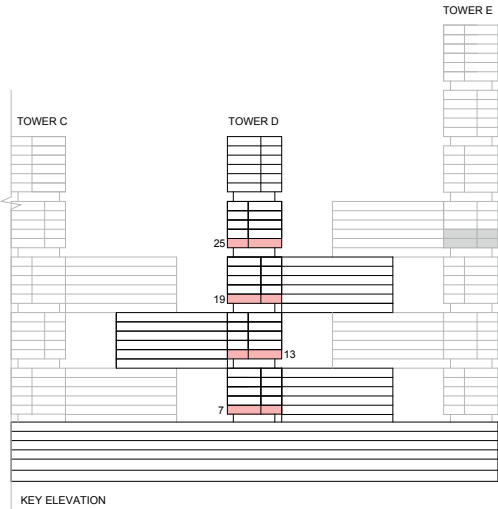 TOWER E
TOWER C
TOWER D
25
19
13
7
KEY ELEVATION